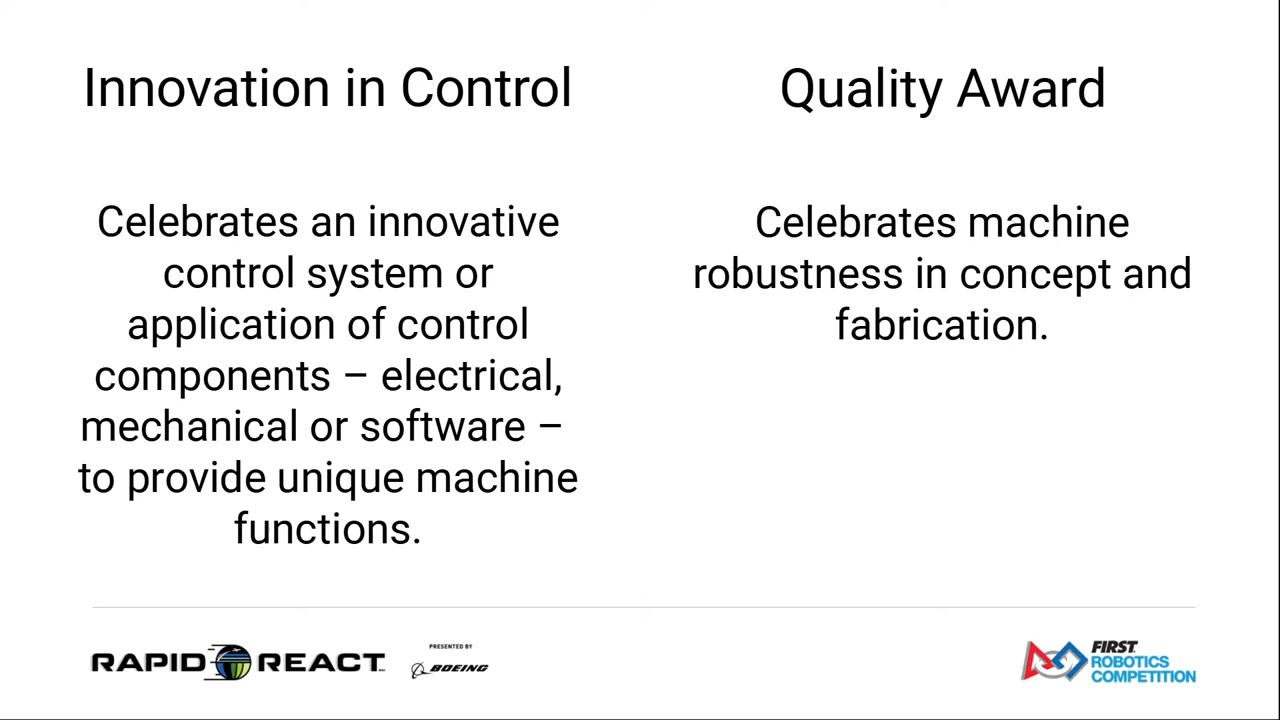 Innovation in Control
Celebrates an innovative
control system or
application of control
components – electrical,
mechanical or software –
to provide unique machine
functions.
Quality Award
Celebrates machine
robustness in concept and
fabrication.
RAPID REACT
PRESENTED BY
BOEING
FIRST
ROBOTICS
COMPETITION